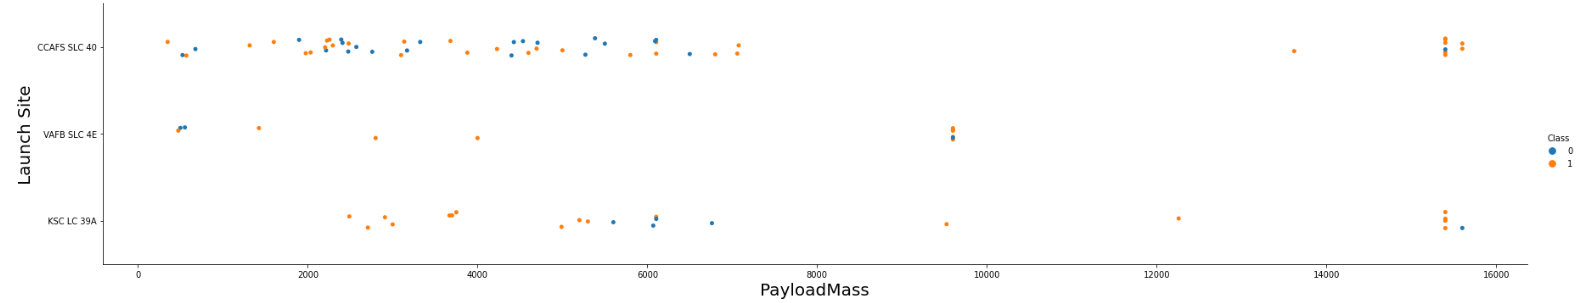 Launch Site
CCAFS SLC 40
VAFB SLC 4E
KSC LC 39A
0 2000 4000 6000 8000 10000 12000 14000 16000
PayloadMass
Class
0
1